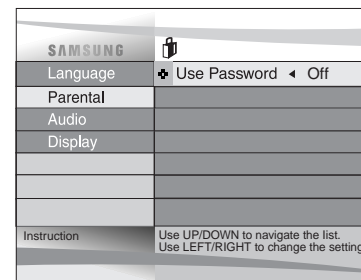 SAMSUNG
Language
Use Password ◄ Off
Parental
Audio
Display
Instruction
Use UP/DOWN to navigate the list.
Use LEFT/RIGHT to change the setting